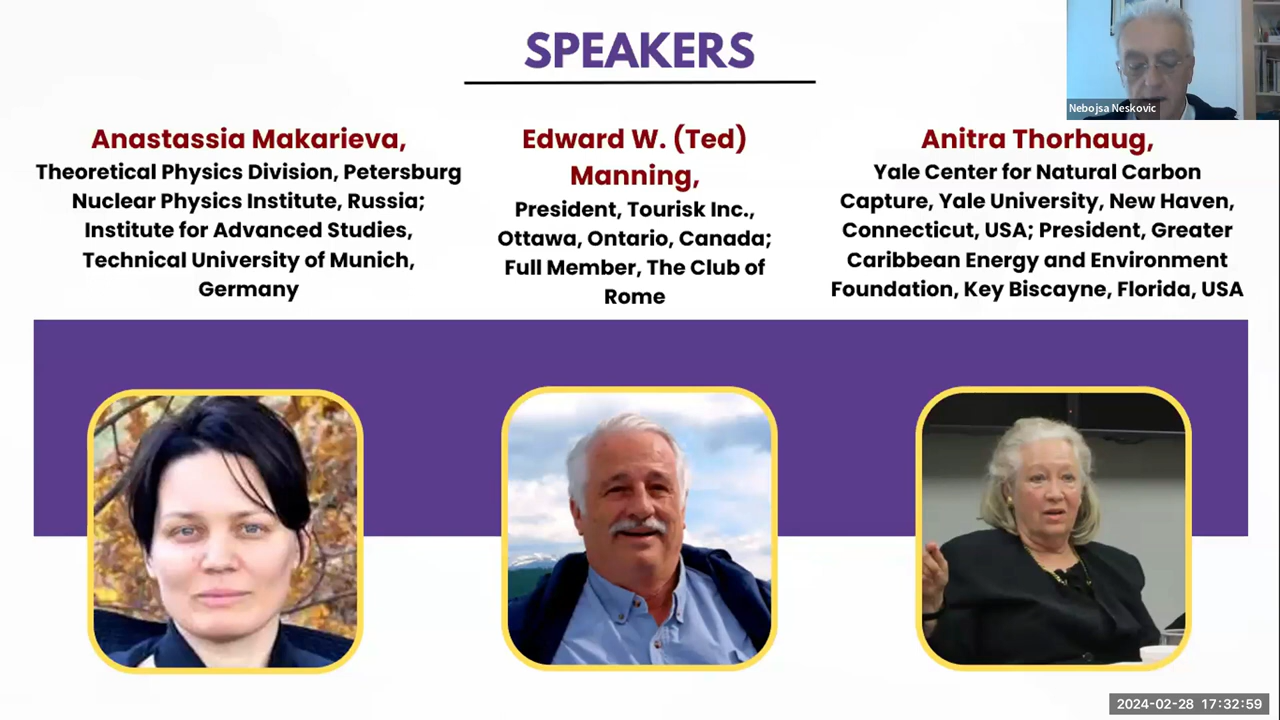 SPEAKERS
Nebojsa Neskovic
Anastassia Makarieva,
Theoretical Physics Division, Petersburg
Nuclear Physics Institute, Russia;
Institute for Advanced Studies,
Technical University of Munich,
Germany
Edward W. (Ted)
Manning,
President, Tourisk Inc.,
Ottawa, Ontario, Canada;
Full Member, The Club of
Rome
Anitra Thorhaug,
Yale Center for Natural Carbon
Capture, Yale University, New Haven,
Connecticut, USA; President, Greater
Caribbean Energy and Environment
Foundation, Key Biscayne, Florida, USA
2024-02-28 17:32:59